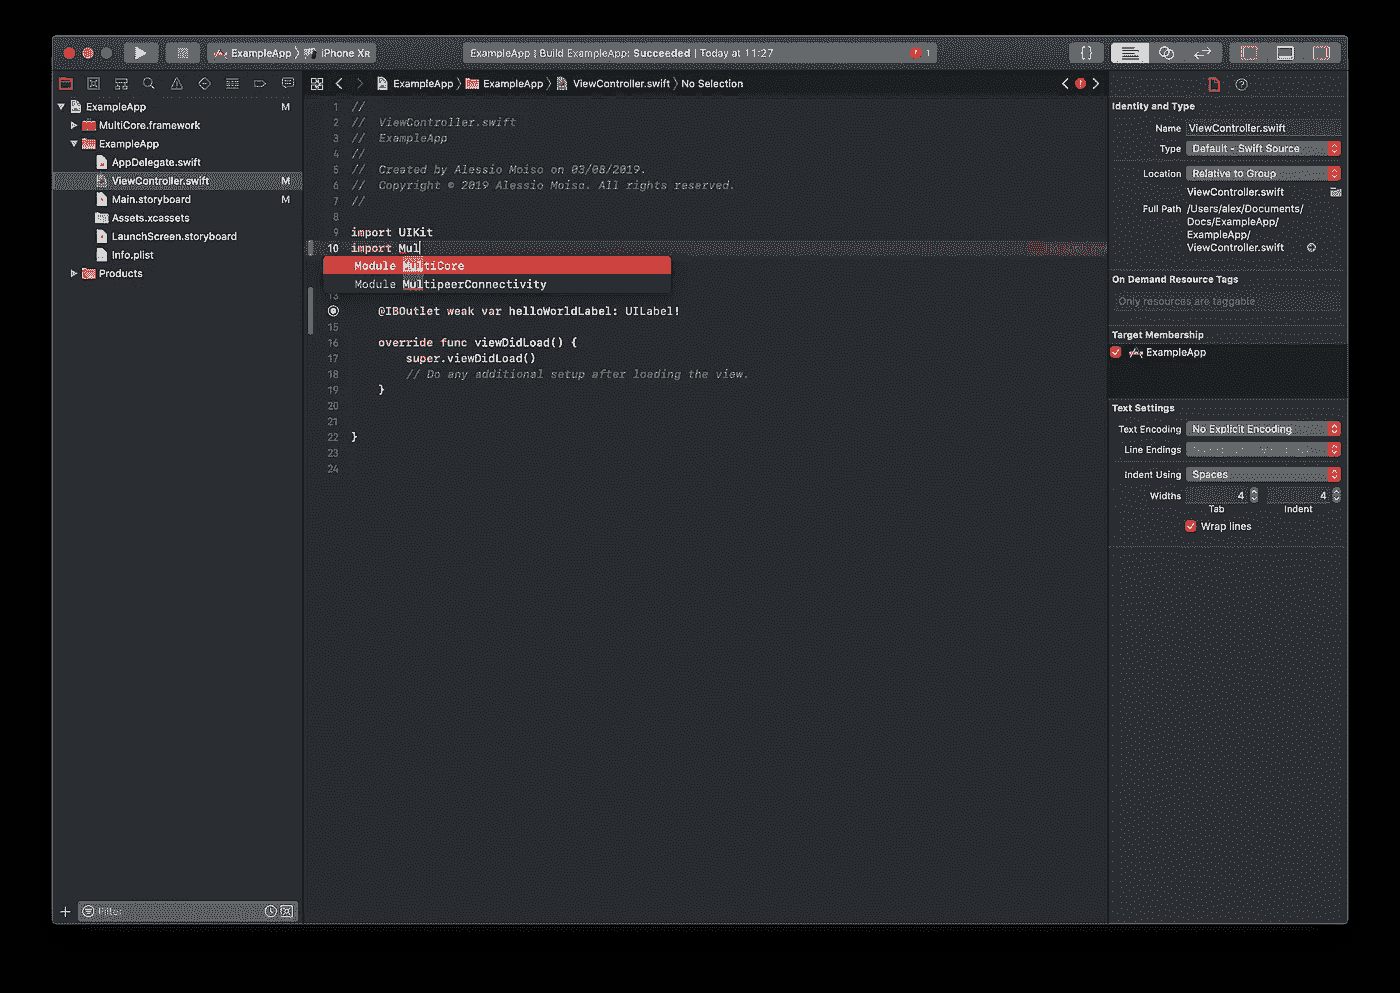 ExampleApp 〉 iPhone XR
ExampleApp | Build ExampleApp: Succeeded | Today at 11:27
1
{}
ExampleApp M
MultiCore.framework
ExampleApp
AppDelegate.swift
ViewController.swift M
Main.storyboard M
Assets.xcassets
LaunchScreen.storyboard
Info.plist
Products
Filter
ExampleApp 〉 ExampleApp 〉 ViewController.swift 〉 No Selection
1 //
2 //  ViewController.swift
3 //  ExampleApp
4 //
5 //  Created by Alessio Moiso on 03/08/2019.
6 //  Copyright © 2019 Alessio Moiso. All rights reserved.
7 //
8
9 import UIKit
10 import Mul
Module MultiCore
Module MultipeerConnectivity
13
@IBOutlet weak var helloWorldLabel: UILabel!
15
16 override func viewDidLoad() {
17 super.viewDidLoad()
18 // Do any additional setup after loading the view.
19 }
20
21
22 }
23
24
Identity and Type
Name ViewController.swift
Type Default - Swift Source
Location Relative to Group
ViewController.swift
Full Path /Users/alex/Documents/
Docs/ExampleApp/
ExampleApp/
ViewController.swift
On Demand Resource Tags
Only resources are taggable
Target Membership
ExampleApp
Text Settings
Text Encoding No Explicit Encoding
Line Endings
Indent Using Spaces
Widths 4 4
Tab Indent
Wrap lines